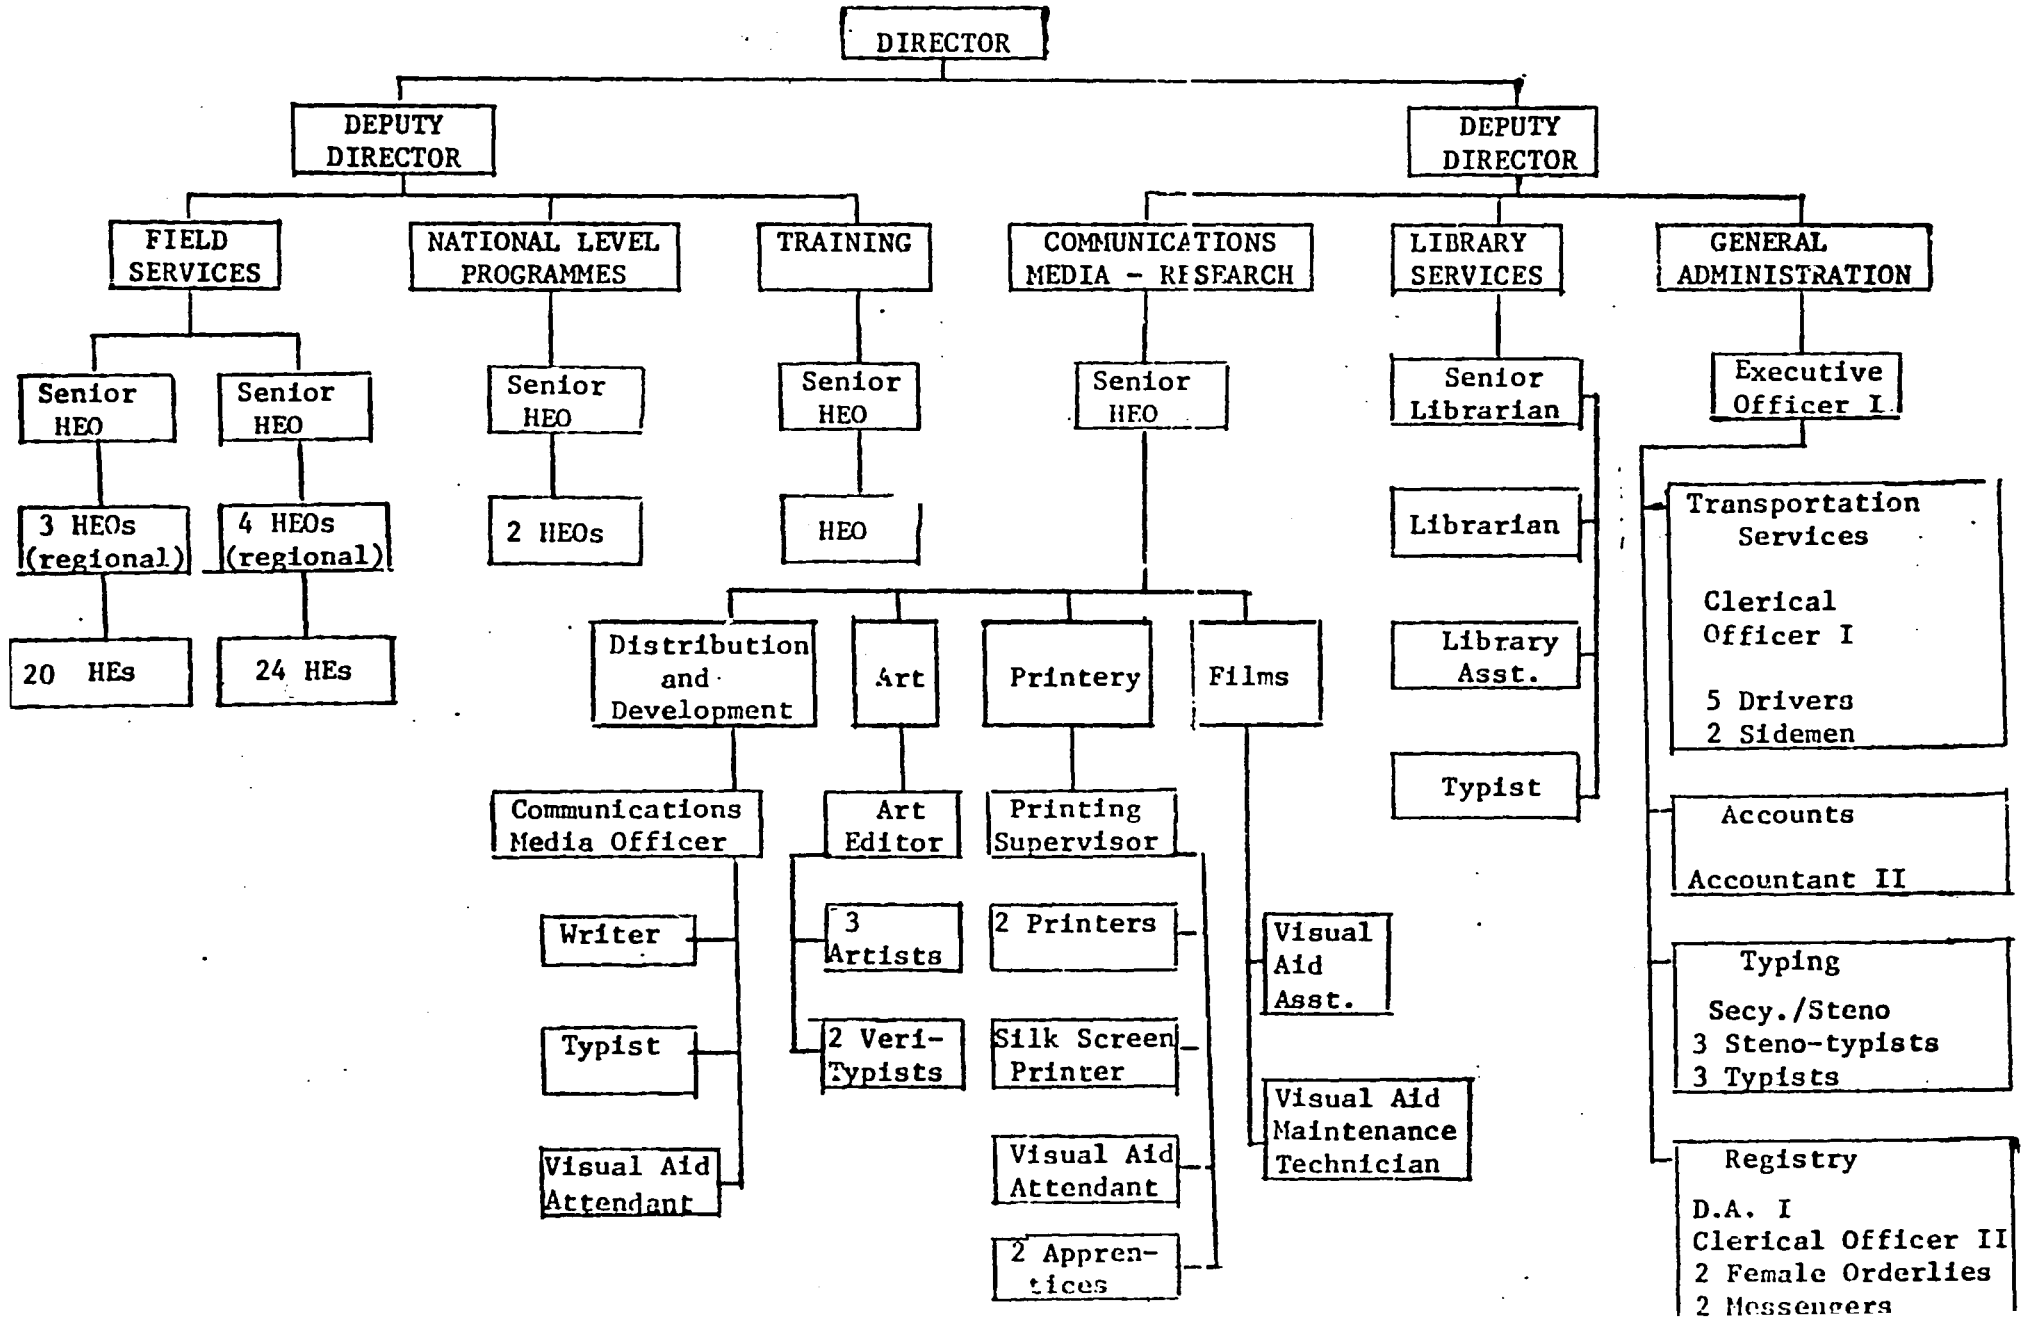 DIRECTOR
DEPUTY
DIRECTOR
DEPUTY
DIRECTOR
FIELD
SERVICES
NATIONAL LEVEL
PROGRAMMES
TRAINING
COMMUNICATIONS
MEDIA - RESEARCH
LIBRARY
SERVICES
GENERAL
ADMINISTRATION
Senior
HEO
Senior
HEO
Senior
HEO
Senior
HEO
Senior
HEO
Senior
Librarian
Executive
Officer I
3 HEOs
(regional)
4 HEOs
(regional)
2 HEOs
HEO
Librarian
Library
Asst.
Typist
20 HEs
24 HEs
Distribution
and
Development
Art
Printery
Films
Communications
Media Officer
Writer
Typist
Visual Aid
Attendant
Art
Editor
3
Artists
2 Veri-
Typists
Printing
Supervisor
2 Printers
Silk Screen
Printer
Visual Aid
Attendant
2 Appren-
tices
Visual
Aid
Asst.
Visual Aid
Maintenance
Technician
Transportation
Services
Clerical
Officer I
5 Drivers
2 Sidemen
Accounts
Accountant II
Typing
Secy./Steno
3 Steno-typists
3 Typists
Registry
D.A. I
Clerical Officer II
2 Female Orderlies
2 Messengers